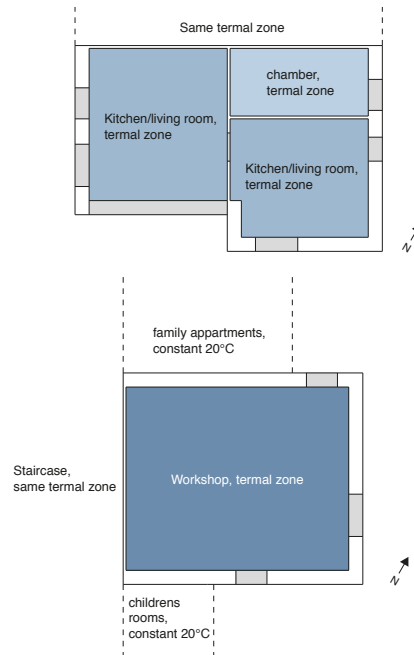 Same termal zone
chamber,
termal zone
Kitchen/living room,
termal zone
Kitchen/living room,
termal zone
N
family appartments,
constant 20°C
Staircase,
same termal zone
Workshop, termal zone
N
childrens
rooms,
constant 20°C